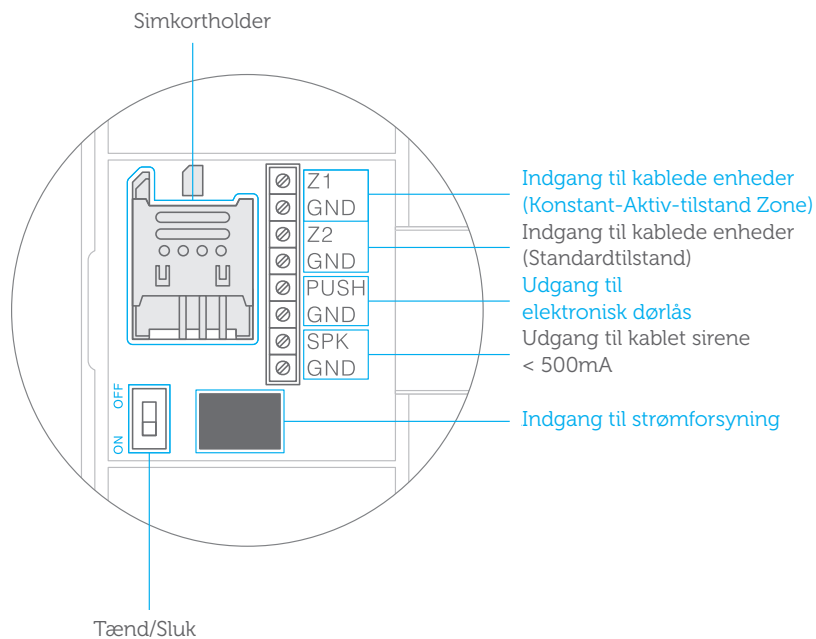 Simkortholder
Z1
GND
Z2
GND
PUSH
GND
SPK
GND
Indgang til kablede enheder
(Konstant-Aktiv-tilstand Zone)
Indgang til kablede enheder
(Standardtilstand)
Udgang til
elektronisk dørlås
Udgang til kablet sirene
< 500mA
OFF
ON
Indgang til strømforsyning
Tænd/Sluk